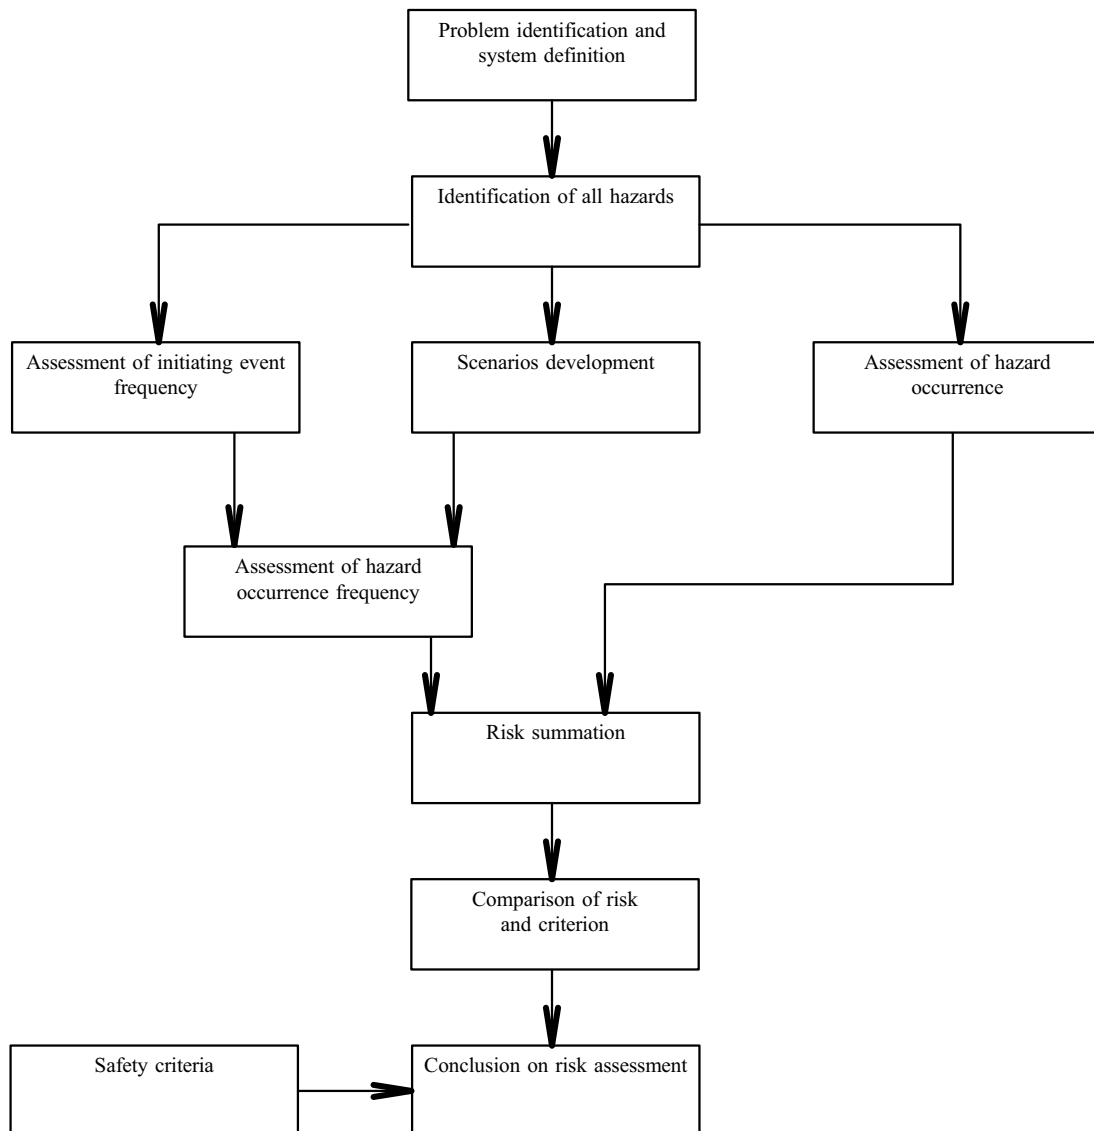 Problem identification and
system definition
Identification of all hazards
Assessment of initiating event
frequency
Scenarios development
Assessment of hazard
occurrence
Assessment of hazard
occurrence frequency
Risk summation
Comparison of risk
and criterion
Safety criteria
Conclusion on risk assessment